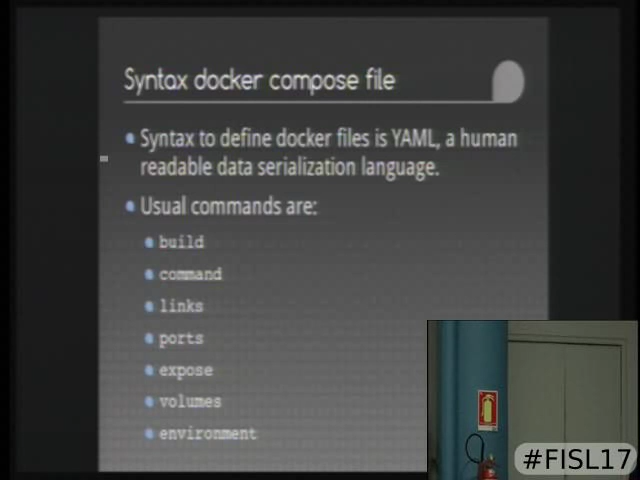 Syntax docker compose file
Syntax to define docker files is YAML, a human
readable data serialization language.
Usual commands are:
build
command
links
ports
expose
volumes
environment
#FISL17